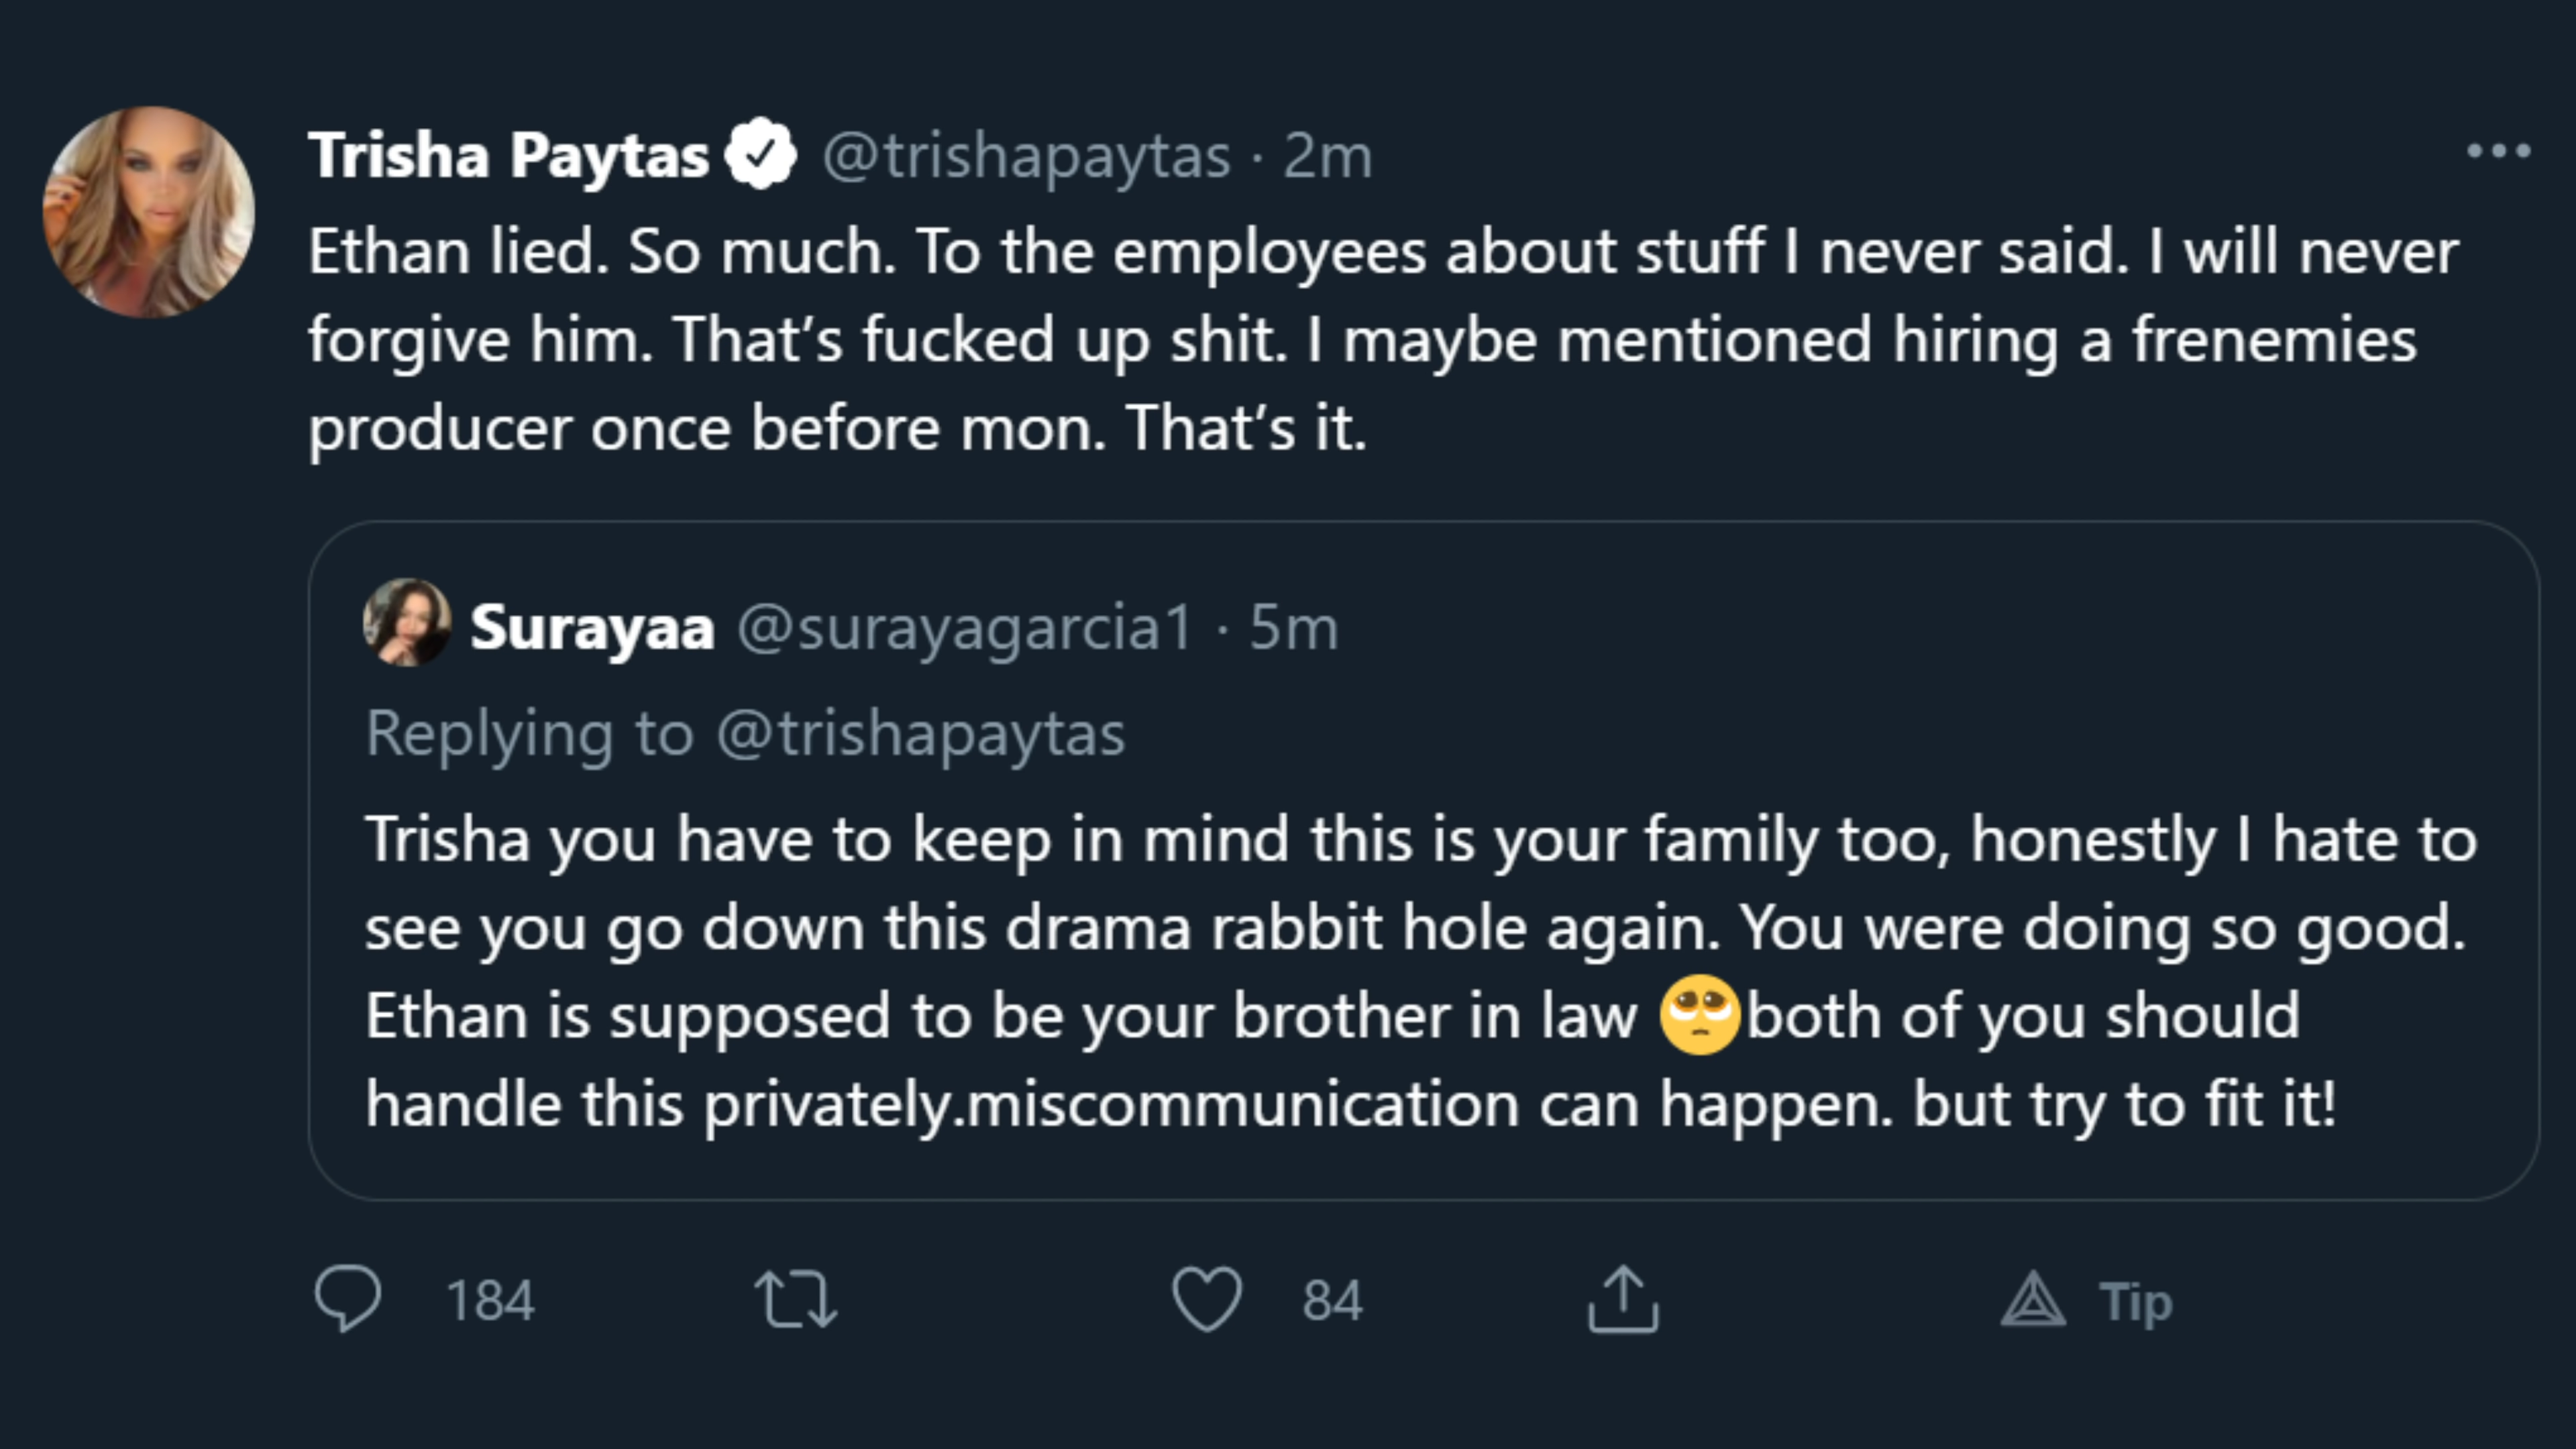 Trisha Paytas @trishapaytas · 2m
Ethan lied. So much. To the employees about stuff I never said. I will never
forgive him. That’s fucked up shit. I maybe mentioned hiring a frenemies
producer once before mon. That’s it.
Surayaa @surayagarcia1 · 5m
Replying to @trishapaytas
Trisha you have to keep in mind this is your family too, honestly I hate to
see you go down this drama rabbit hole again. You were doing so good.
Ethan is supposed to be your brother in law 🥺both of you should
handle this privately.miscommunication can happen. but try to fit it!
184 84 Tip